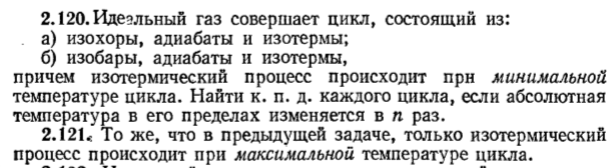 2.120. Идеальный газ совершает цикл, состоящий из:
а) изохоры, адиабаты и изотермы;
б) изобары, адиабаты и изотермы,
причем изотермический процесс происходит прн минимальной
температуре цикла. Найти к. п. д. каждого цикла, если абсолютная
температура в его пределах изменяется в n раз.
2.121. То же, что в предыдущей задаче, только изотермический
процесс происходит при максимальной температуре цикла.